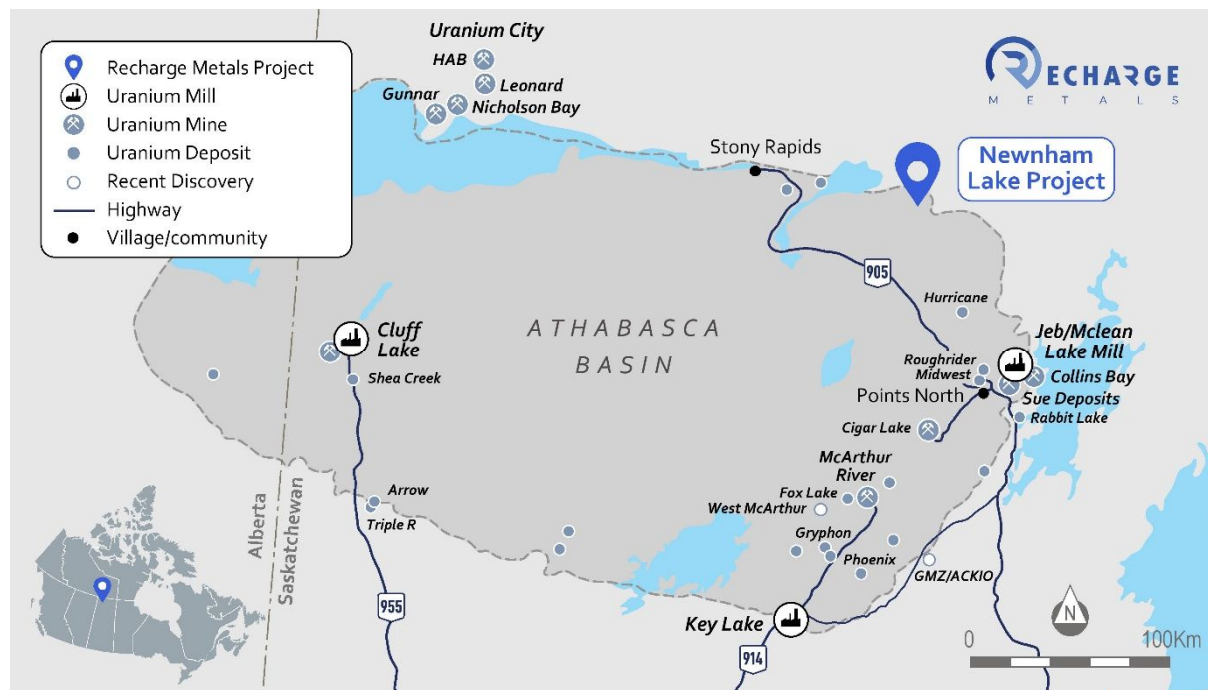 Recharge Metals Project
Uranium Mill
Uranium Mine
Uranium Deposit
Recent Discovery
Highway
Village/community
Uranium City
HAB
Leonard
Gunnar
Nicholson Bay
RECHARGE
METALS
Stony Rapids
Newnham
Lake Project
905
Hurricane
ATHABASCA
BASIN
Cluff
Lake
Shea Creek
Jeb/Mclean
Lake Mill
Roughrider
Midwest
Collins Bay
Points North
Sue Deposits
Rabbit Lake
Cigar Lake
McArthur
River
Fox Lake
West McArthur
Arrow
Triple R
Gryphon
Phoenix
GMZ/ACKIO
Alberta
Saskatchewan
955
Key Lake
914
N
0 100Km